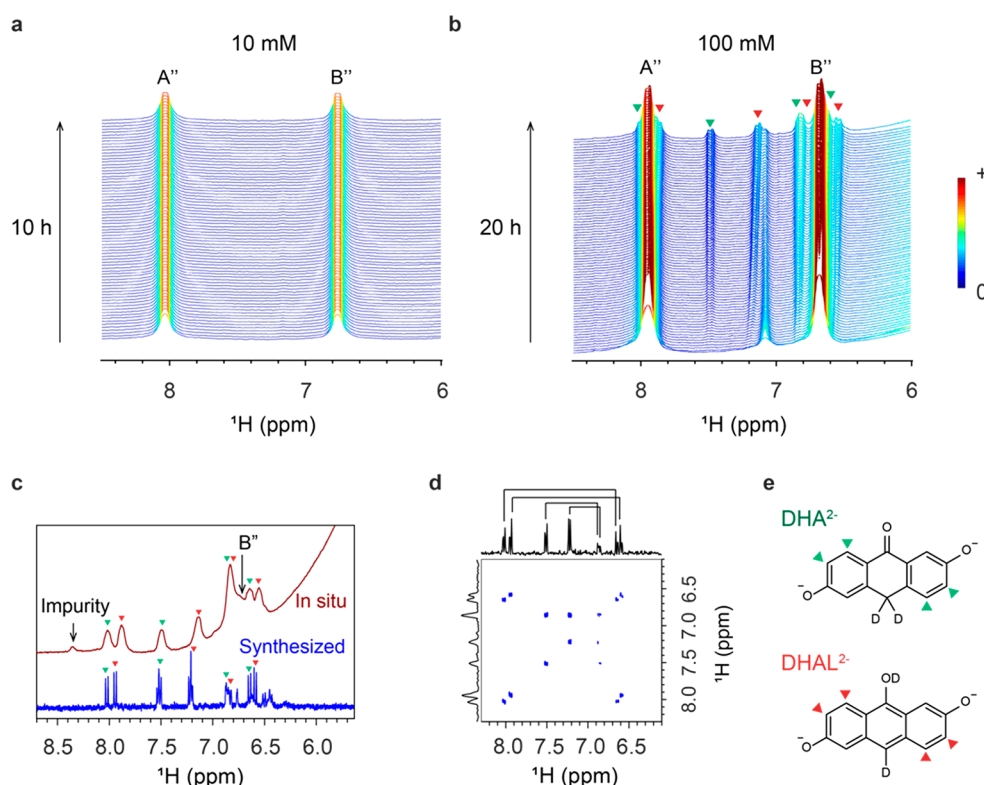 a
10 mM
A’’
B’’
10 h
8
7
6
¹H (ppm)
b
100 mM
A’’
B’’
20 h
8
7
6
¹H (ppm)
+
0
c
Impurity
B”
In situ
Synthesized
8.5 8.0 7.5 7.0 6.5 6.0
¹H (ppm)
d
6.5
7.0
7.5
8.0
¹H (ppm)
8.0 7.5 7.0 6.5
¹H (ppm)
e
DHA²⁻
O
O⁻
⁻O
D D
DHAL²⁻
OD
O⁻
⁻O
D